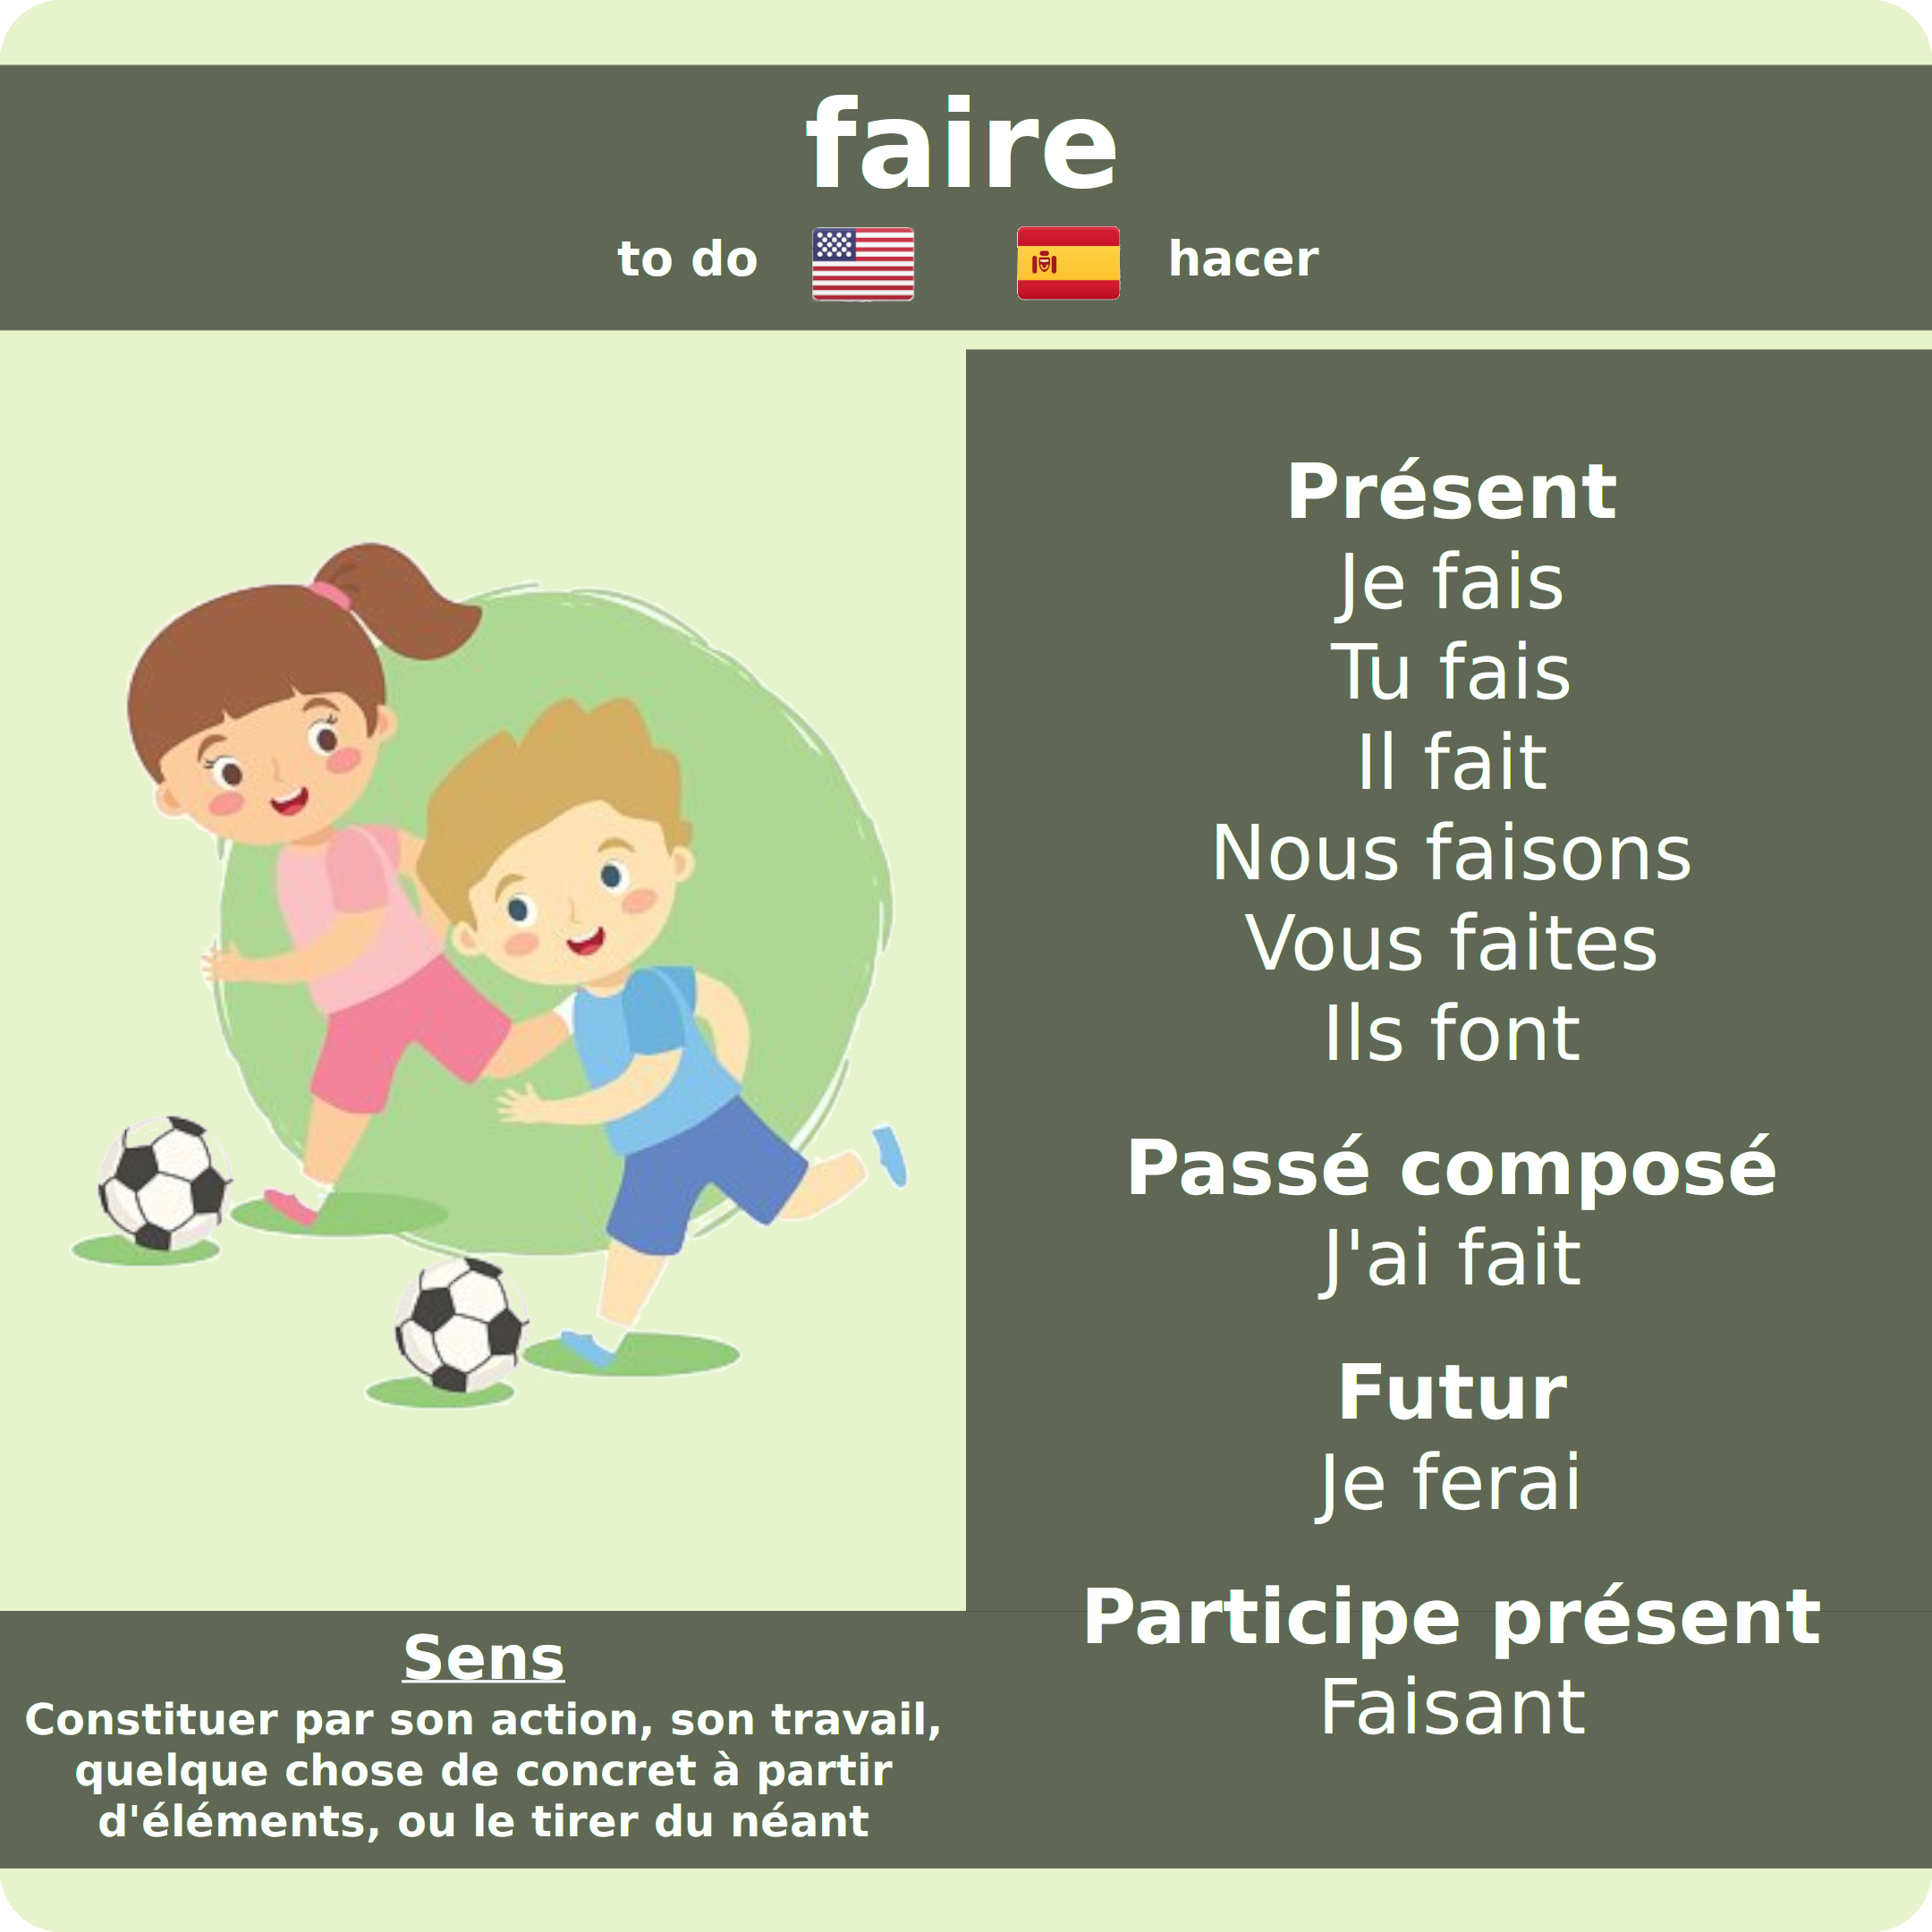 faire
to do
hacer
Présent
Je fais
Tu fais
Il fait
Nous faisons
Vous faites
Ils font
Passé composé
J'ai fait
Futur
Je ferai
Participe présent
Faisant
Sens
Constituer par son action, son travail,
quelque chose de concret à partir
d'éléments, ou le tirer du néant